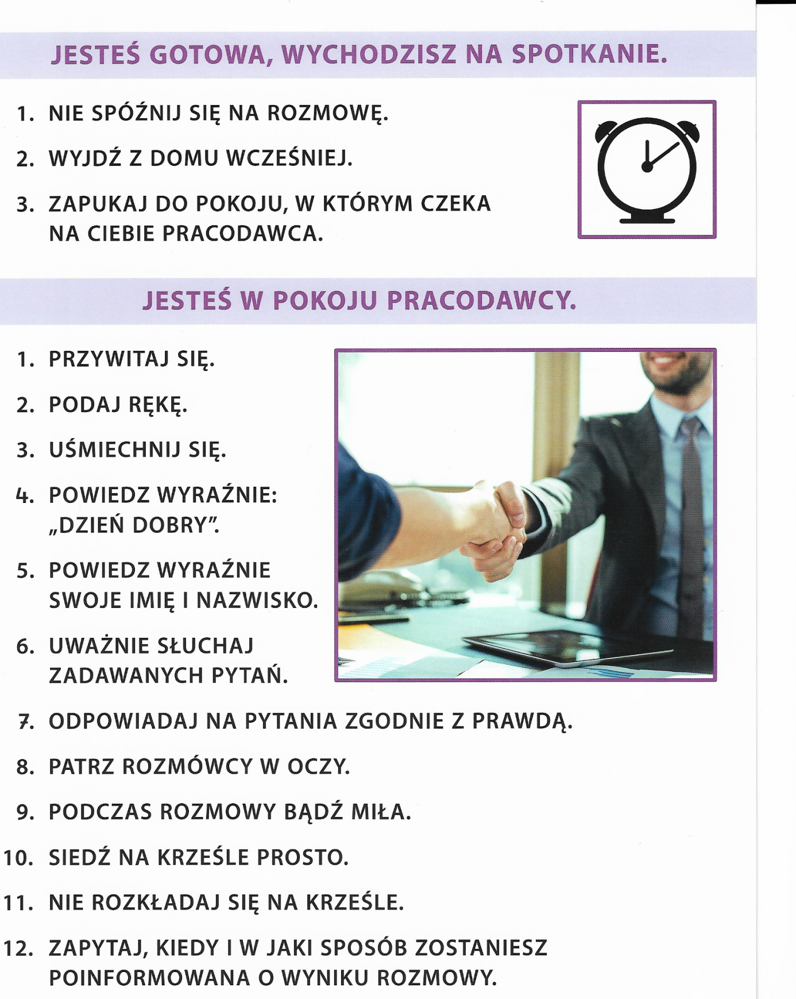 JESTEŚ GOTOWA, WYCHODZISZ NA SPOTKANIE.
1. NIE SPÓŹNIJ SIĘ NA ROZMOWĘ.
2. WYJDŹ Z DOMU WCZEŚNIEJ.
3. ZAPUKAJ DO POKOJU, W KTÓRYM CZEKA
NA CIEBIE PRACODAWCA.
JESTEŚ W POKOJU PRACODAWCY.
1. PRZYWITAJ SIĘ.
2. PODAJ RĘKĘ.
3. UŚMIECHNIJ SIĘ.
4. POWIEDZ WYRAŹNIE:
„DZIEŃ DOBRY”.
5. POWIEDZ WYRAŹNIE
SWOJE IMIĘ I NAZWISKO.
6. UWAŻNIE SŁUCHAJ
ZADAWANYCH PYTAŃ.
7. ODPOWIADAJ NA PYTANIA ZGODNIE Z PRAWDĄ.
8. PATRZ ROZMÓWCY W OCZY.
9. PODCZAS ROZMOWY BĄDŹ MIŁA.
10. SIEDŹ NA KRZEŚLE PROSTO.
11. NIE ROZKŁADAJ SIĘ NA KRZEŚLE.
12. ZAPYTAJ, KIEDY I W JAKI SPOSÓB ZOSTANIESZ
POINFORMOWANA O WYNIKU ROZMOWY.